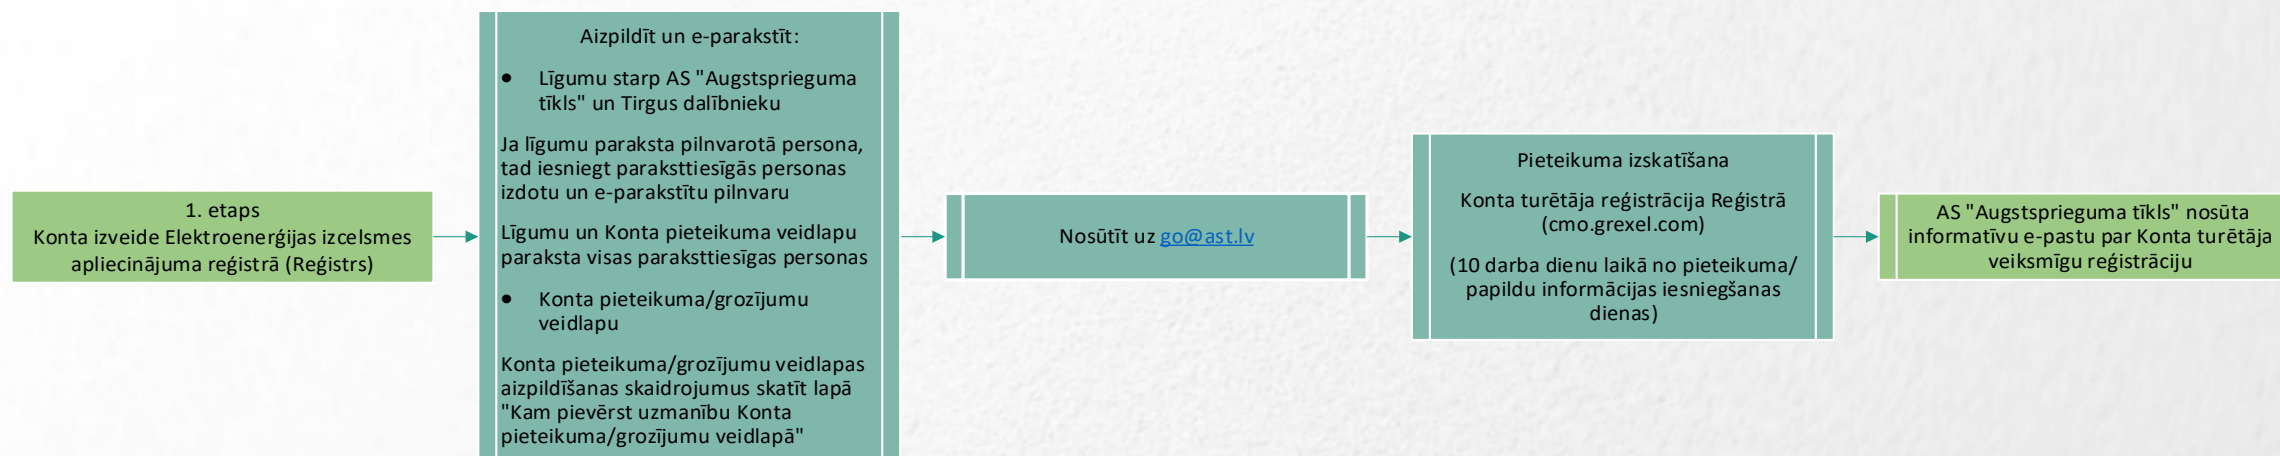 1. etaps
Konta izveide Elektroenerģijas izcelsmes
apliecinājuma reģistrā (Reģistrs)
Aizpildīt un e-parakstīt:
• Līgumu starp AS "Augstsprieguma
tīkls" un Tirgus dalībnieku
Ja līgumu paraksta pilnvarotā persona,
tad iesniegt paraksttiesīgās personas
izdotu un e-parakstītu pilnvaru
Līgumu un Konta pieteikuma veidlapu
paraksta visas paraksttiesīgas personas
• Konta pieteikuma/grozījumu
veidlapu
Konta pieteikuma/grozījumu veidlapas
aizpildīšanas skaidrojumus skatīt lapā
"Kam pievērst uzmanību Konta
pieteikuma/grozījumu veidlapā"
Nosūtīt uz go@ast.lv
Pieteikuma izskatīšana
Konta turētāja reģistrācija Reģistrā
(cmo.grexel.com)
(10 darba dienu laikā no pieteikuma/
papildu informācijas iesniegšanas
dienas)
AS "Augstsprieguma tīkls" nosūta
informatīvu e-pastu par Konta turētāja
veiksmīgu reģistrāciju